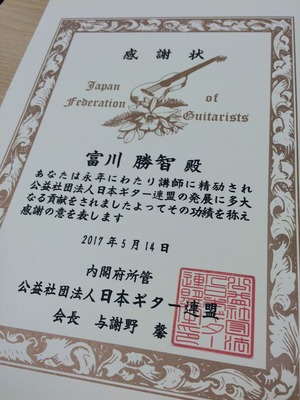 感謝状
Japan
Federation of
Guitarists
富川 勝智 殿
あなたは永年にわたり講師に精励され
公益社団法人日本ギター連盟の発展に多大
なる貢献をされましたよってその功績を称え
感謝の意を表します
2017年5月14日
内閣府所管
公益社団法人日本ギター連盟
会長 与謝野 馨